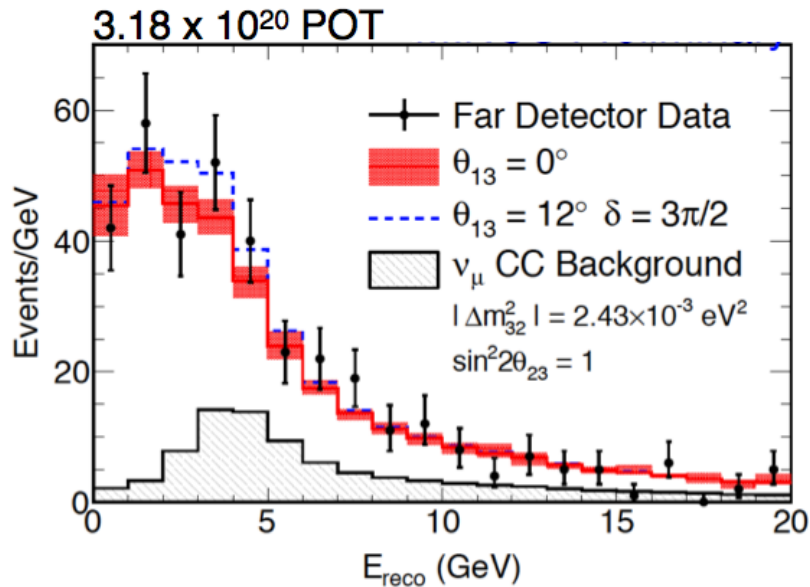 3.18 x 10²⁰ POT
60
40
20
0
Events/GeV
Far Detector Data
θ₁₃ = 0°
θ₁₃ = 12° δ = 3π/2
νμ CC Background
|Δm²₃₂| = 2.43×10⁻³ eV²
sin²2θ₂₃ = 1
0 5 10 15 20
E_reco (GeV)